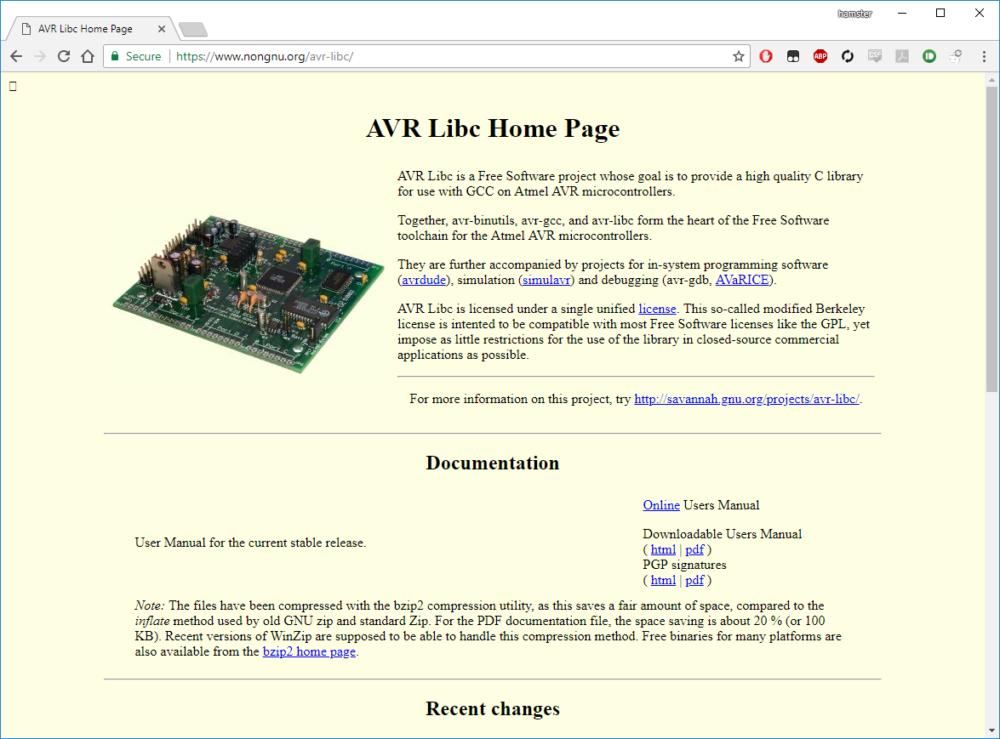 hamster
AVR Libc Home Page
Secure
https://www.nongnu.org/avr-libc/
ABP
CSS
AVR Libc Home Page
AVR Libc is a Free Software project whose goal is to provide a high quality C library
for use with GCC on Atmel AVR microcontrollers.
Together, avr-binutils, avr-gcc, and avr-libc form the heart of the Free Software
toolchain for the Atmel AVR microcontrollers.
They are further accompanied by projects for in-system programming software
(avrdude), simulation (simulavr) and debugging (avr-gdb, AVaRICE).
AVR Libc is licensed under a single unified license. This so-called modified Berkeley
license is intented to be compatible with most Free Software licenses like the GPL, yet
impose as little restrictions for the use of the library in closed-source commercial
applications as possible.
For more information on this project, try http://savannah.gnu.org/projects/avr-libc/.
Documentation
User Manual for the current stable release.
Online Users Manual
Downloadable Users Manual
( html | pdf )
PGP signatures
( html | pdf )
Note: The files have been compressed with the bzip2 compression utility, as this saves a fair amount of space, compared to the
inflate method used by old GNU zip and standard Zip. For the PDF documentation file, the space saving is about 20 % (or 100
KB). Recent versions of WinZip are supposed to be able to handle this compression method. Free binaries for many platforms are
also available from the bzip2 home page.
Recent changes